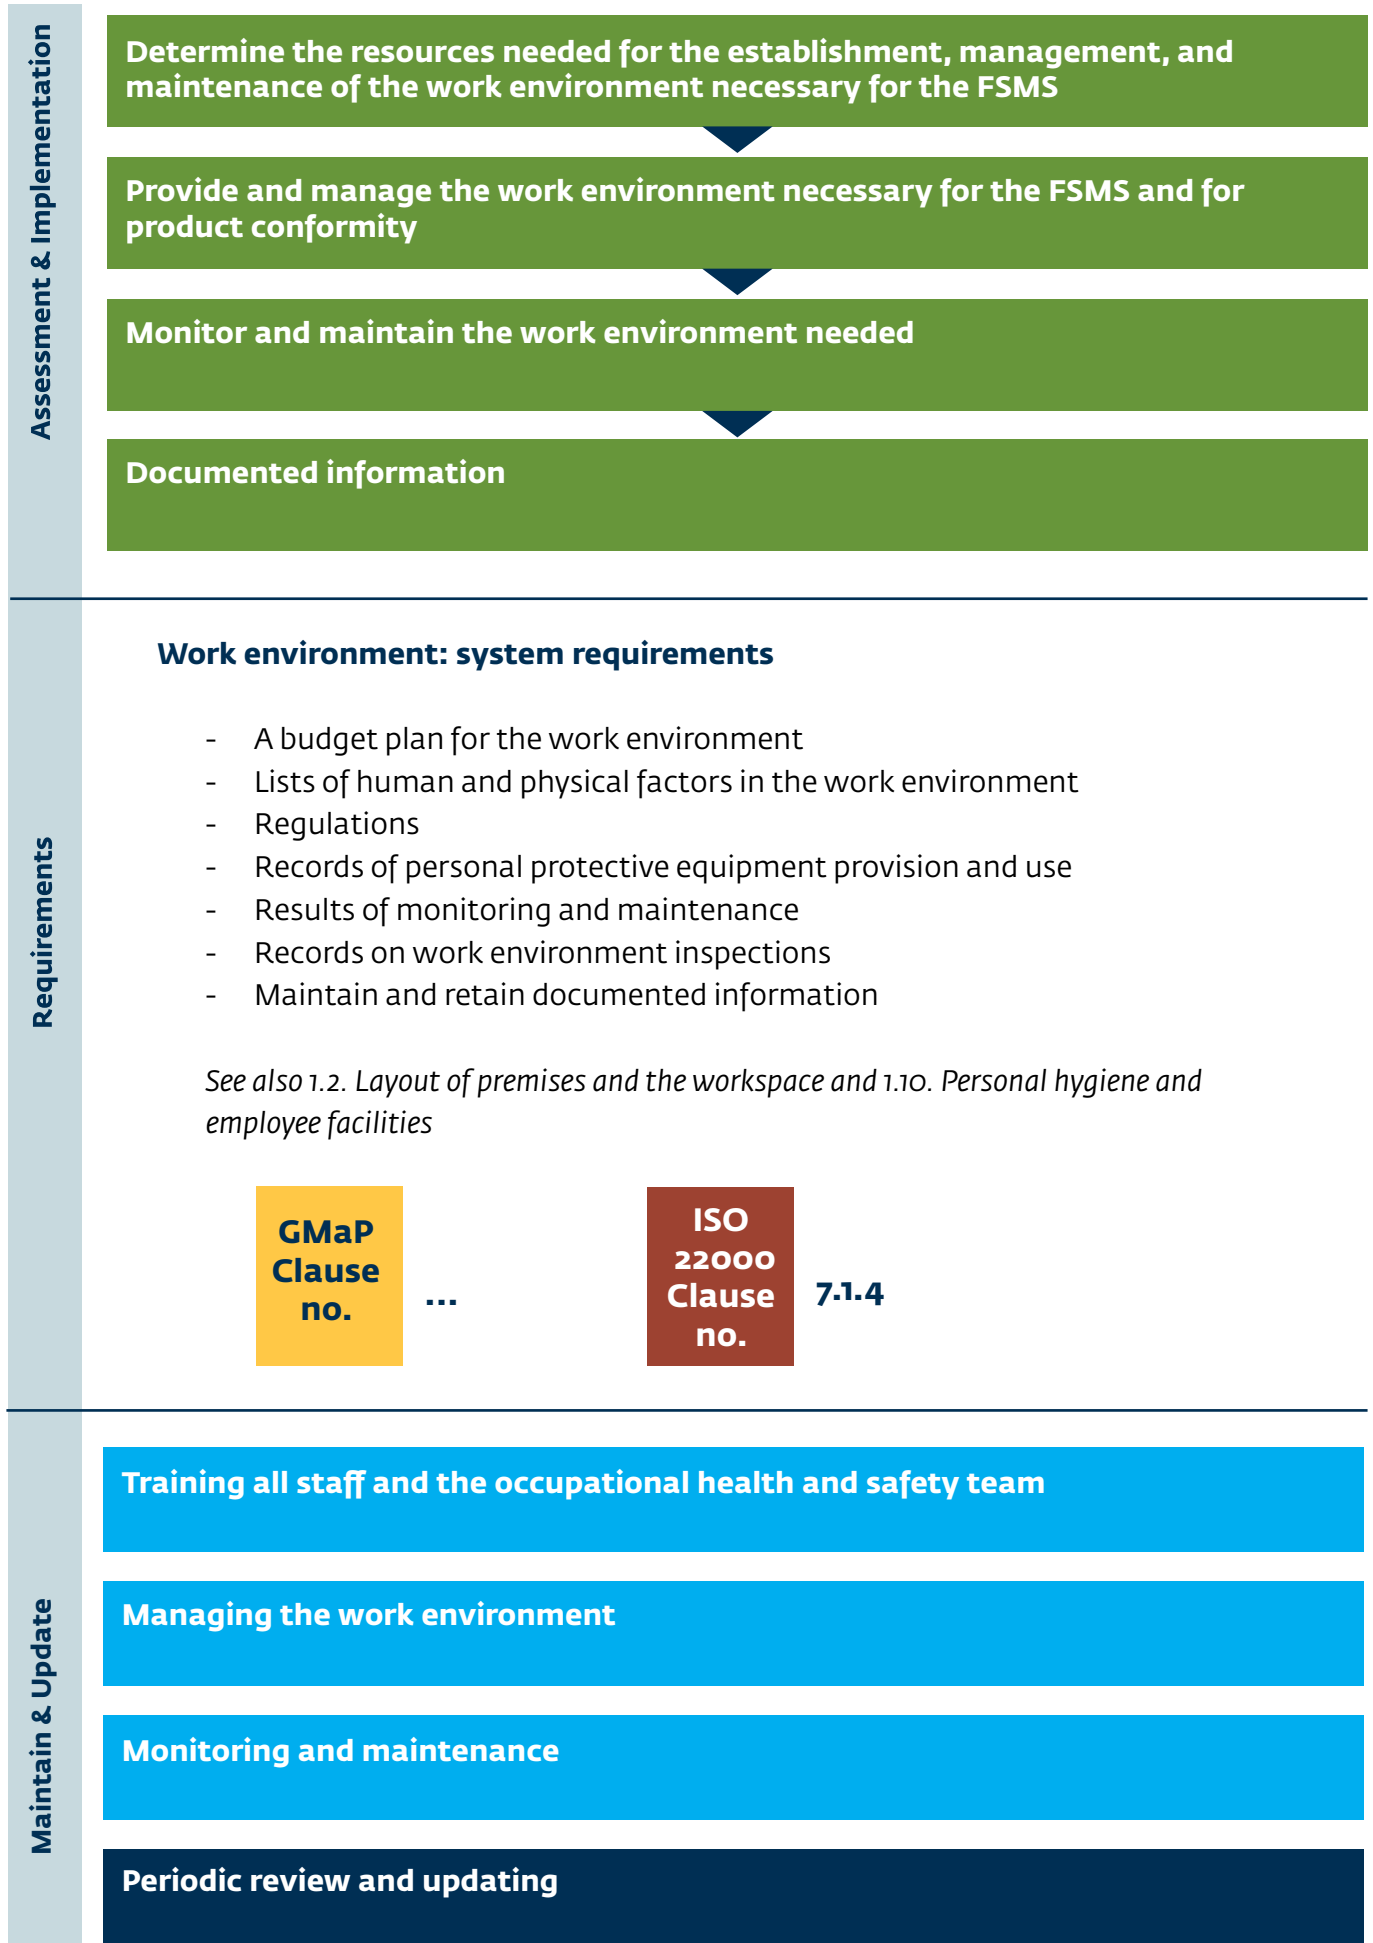 Assessment & Implementation
Determine the resources needed for the establishment, management, and
maintenance of the work environment necessary for the FSMS
Provide and manage the work environment necessary for the FSMS and for
product conformity
Monitor and maintain the work environment needed
Documented information
Requirements
Work environment: system requirements
- A budget plan for the work environment
- Lists of human and physical factors in the work environment
- Regulations
- Records of personal protective equipment provision and use
- Results of monitoring and maintenance
- Records on work environment inspections
- Maintain and retain documented information
See also 1.2. Layout of premises and the workspace and 1.10. Personal hygiene and
employee facilities
GMaP
Clause
no.
...
ISO
22000
Clause
no.
7.1.4
Maintain & Update
Training all staff and the occupational health and safety team
Managing the work environment
Monitoring and maintenance
Periodic review and updating